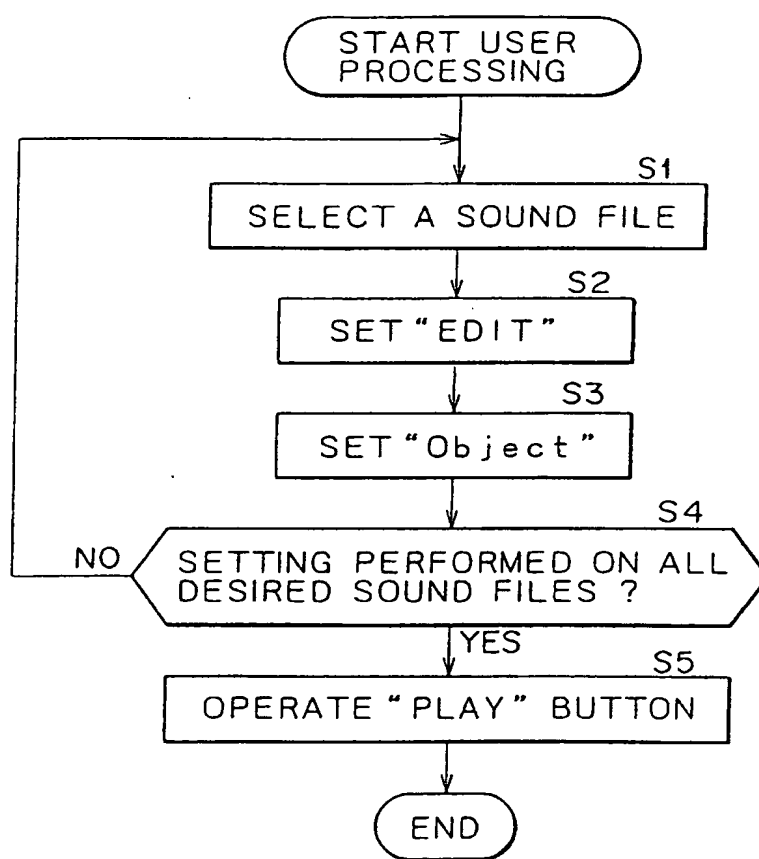 START USER
PROCESSING
S1
SELECT A SOUND FILE
S2
SET "EDIT"
S3
SET "Object"
S4
NO
SETTING PERFORMED ON ALL
DESIRED SOUND FILES ?
YES
S5
OPERATE "PLAY" BUTTON
END